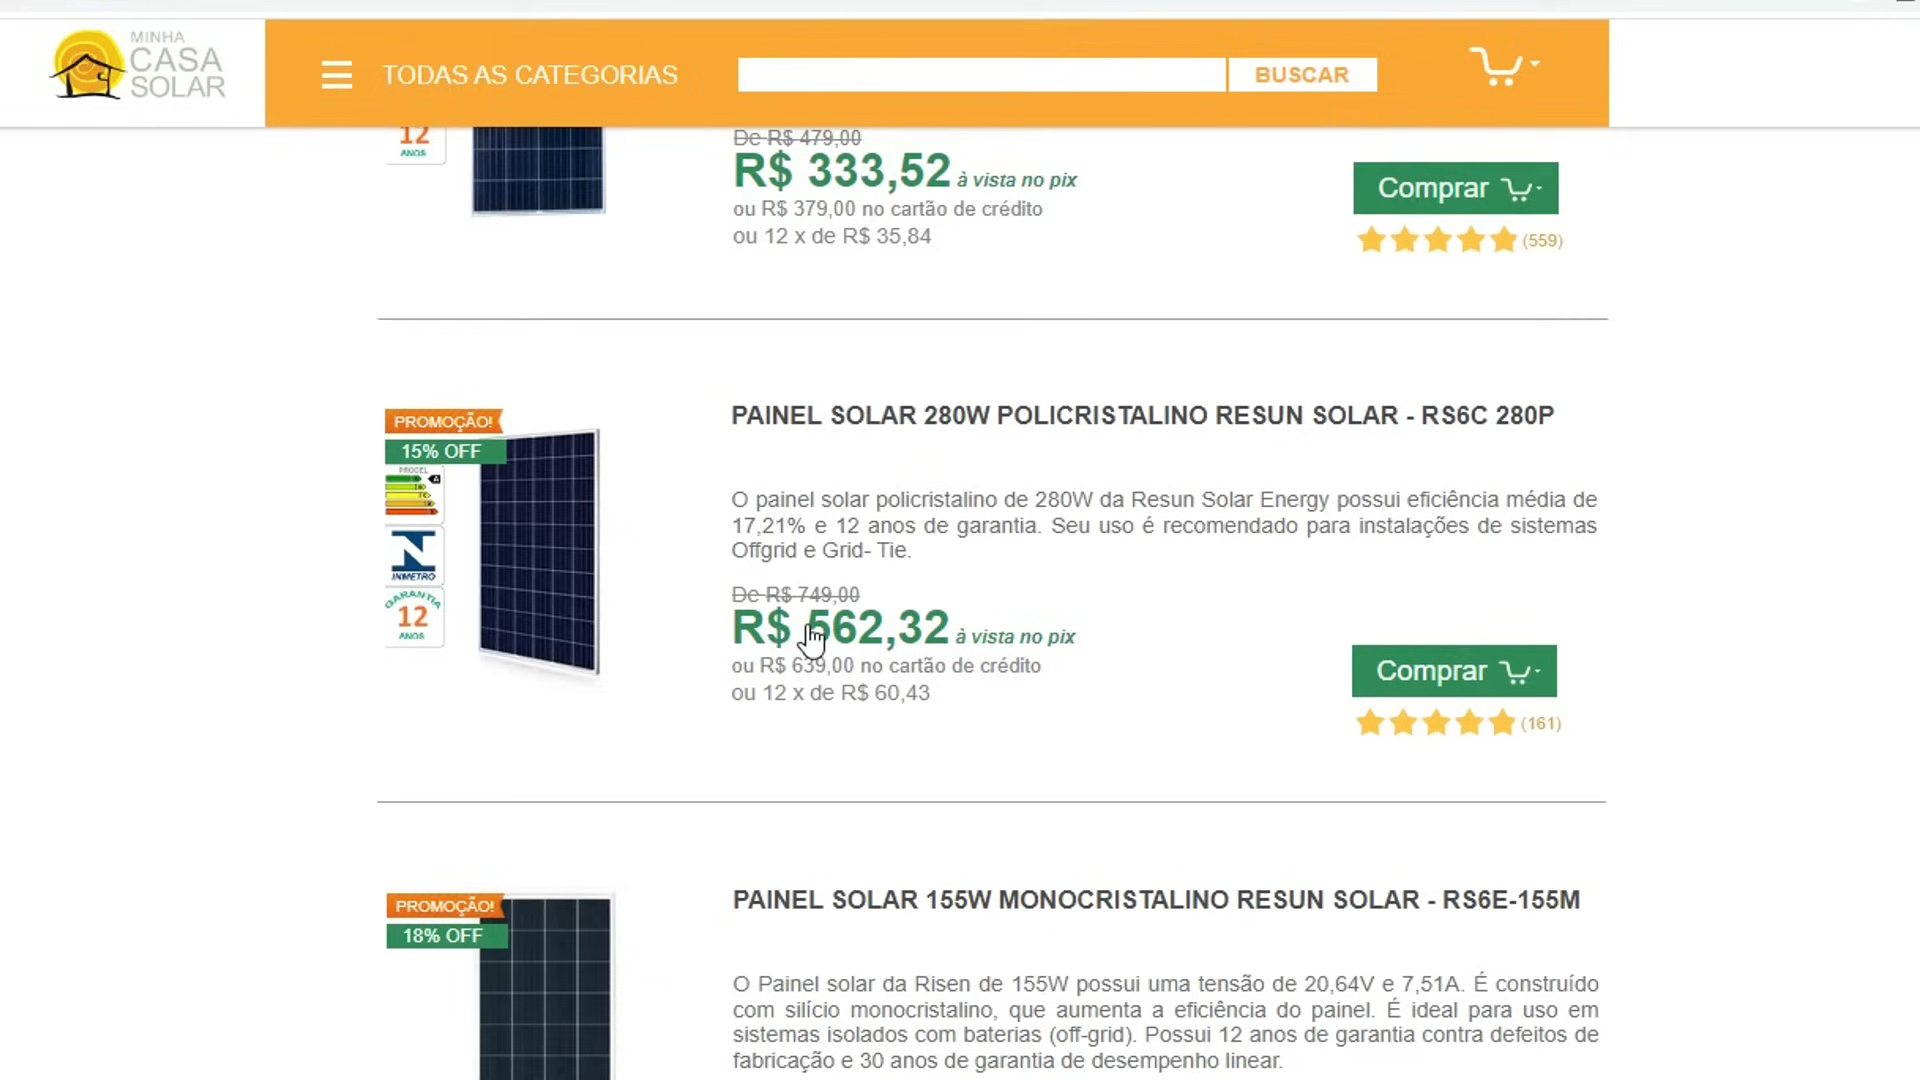 MINHA
CASA
SOLAR
TODAS AS CATEGORIAS
BUSCAR
12
ANOS
De R$ 479,00
R$ 333,52 à vista no pix
ou R$ 379,00 no cartão de crédito
ou 12 x de R$ 35,84
Comprar
(559)
PROMOÇÃO!
15% OFF
PROCEL
A
INMETRO
GARANTIA
12
ANOS
PAINEL SOLAR 280W POLICRISTALINO RESUN SOLAR - RS6C 280P
O painel solar policristalino de 280W da Resun Solar Energy possui eficiência média de
17,21% e 12 anos de garantia. Seu uso é recomendado para instalações de sistemas
Offgrid e Grid- Tie.
De R$ 749,00
R$ 562,32 à vista no pix
ou R$ 639,00 no cartão de crédito
ou 12 x de R$ 60,43
Comprar
(161)
PROMOÇÃO!
18% OFF
PAINEL SOLAR 155W MONOCRISTALINO RESUN SOLAR - RS6E-155M
O Painel solar da Risen de 155W possui uma tensão de 20,64V e 7,51A. É construído
com silício monocristalino, que aumenta a eficiência do painel. É ideal para uso em
sistemas isolados com baterias (off-grid). Possui 12 anos de garantia contra defeitos de
fabricação e 30 anos de garantia de desempenho linear.